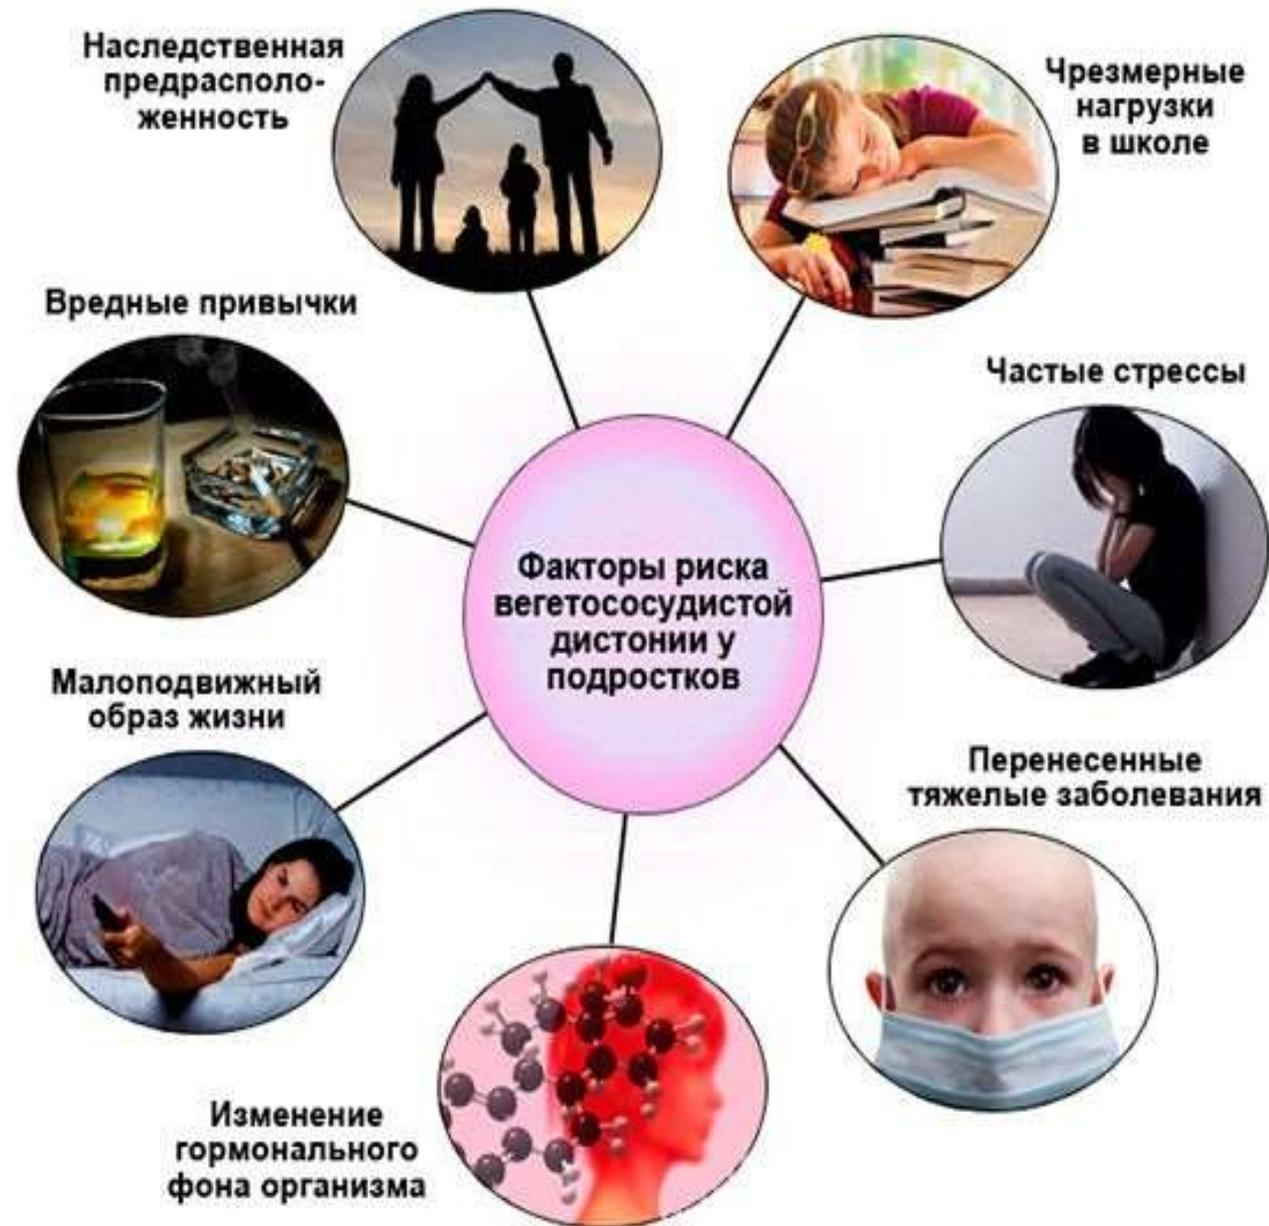 Наследственная
предрасполо-
женность
Чрезмерные
нагрузки
в школе
Вредные привычки
Частые стрессы
Факторы риска
вегетососудистой
дистонии у
подростков
Малоподвижный
образ жизни
Перенесенные
тяжелые заболевания
Изменение
гормонального
фона организма